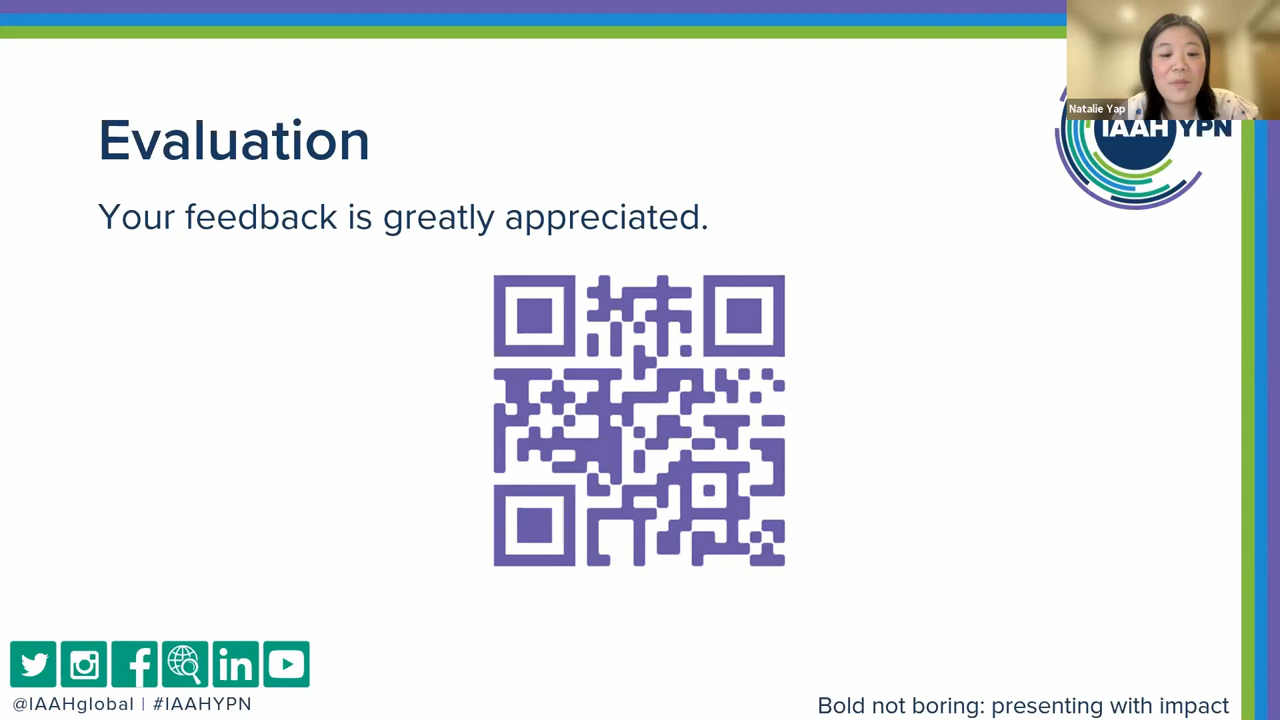 Natalie Yap
IAAH YPN
Evaluation
Your feedback is greatly appreciated.
@IAAHglobal | #IAAHYPN
Bold not boring: presenting with impact